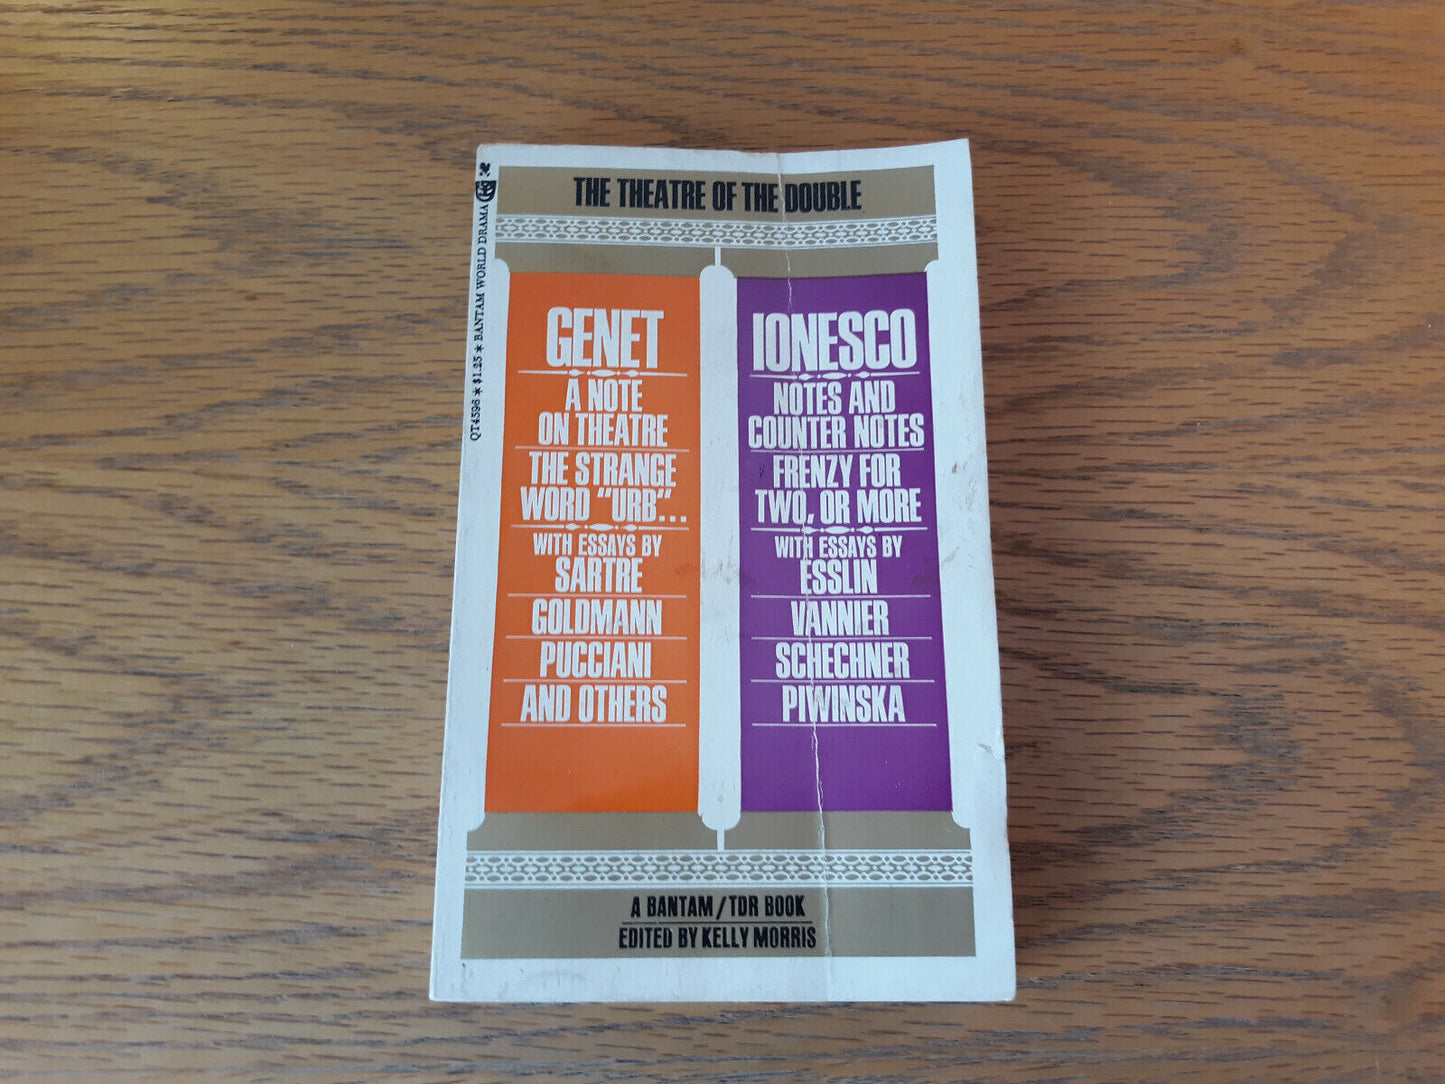 QT4596 * $1.25 * BANTAM WORLD DRAMA
THE THEATRE OF THE DOUBLE
GENET
A NOTE
ON THEATRE
THE STRANGE
WORD "URB"...
WITH ESSAYS BY
SARTRE
GOLDMANN
PUCCIANI
AND OTHERS
IONESCO
NOTES AND
COUNTER NOTES
FRENZY FOR
TWO, OR MORE
WITH ESSAYS BY
ESSLIN
VANNIER
SCHECHNER
PIWINSKA
A BANTAM/TDR BOOK
EDITED BY KELLY MORRIS